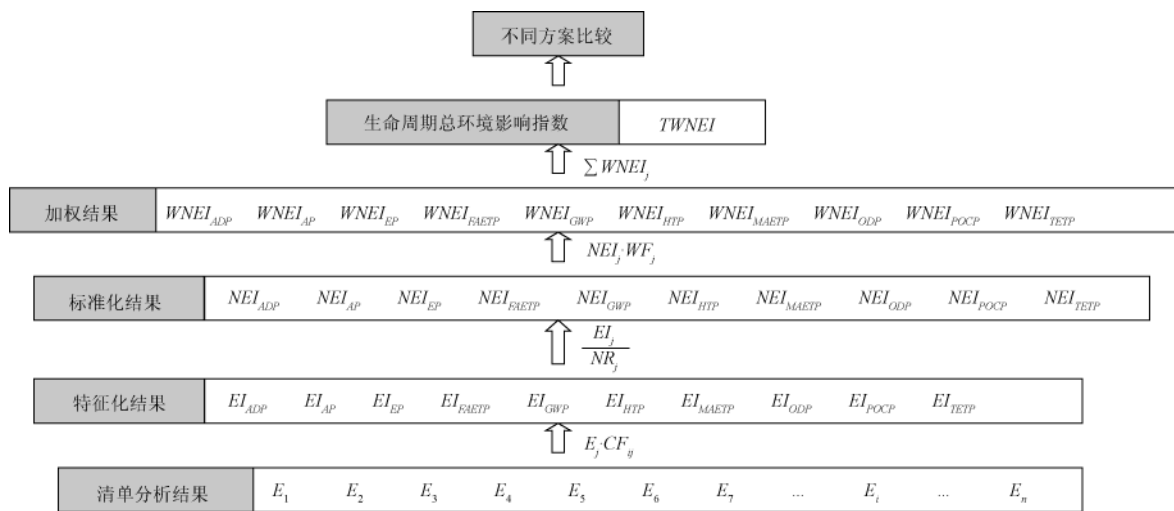 不同方案比较
生命周期总环境影响指数 TWNEI
∑ WNEI_j
加权结果 WNEI_ADP WNEI_AP WNEI_EP WNEI_FAETP WNEI_GWP WNEI_HTP WNEI_MAETP WNEI_ODP WNEI_POCP WNEI_TETP
NEI_j·WF_j
标准化结果 NEI_ADP NEI_AP NEI_EP NEI_FAETP NEI_GWP NEI_HTP NEI_MAETP NEI_ODP NEI_POCP NEI_TETP
EI_j
NR_j
特征化结果 EI_ADP EI_AP EI_EP EI_FAETP EI_GWP EI_HTP EI_MAETP EI_ODP EI_POCP EI_TETP
E_j·CF_ij
清单分析结果 E_1 E_2 E_3 E_4 E_5 E_6 E_7 ... E_i ... E_n